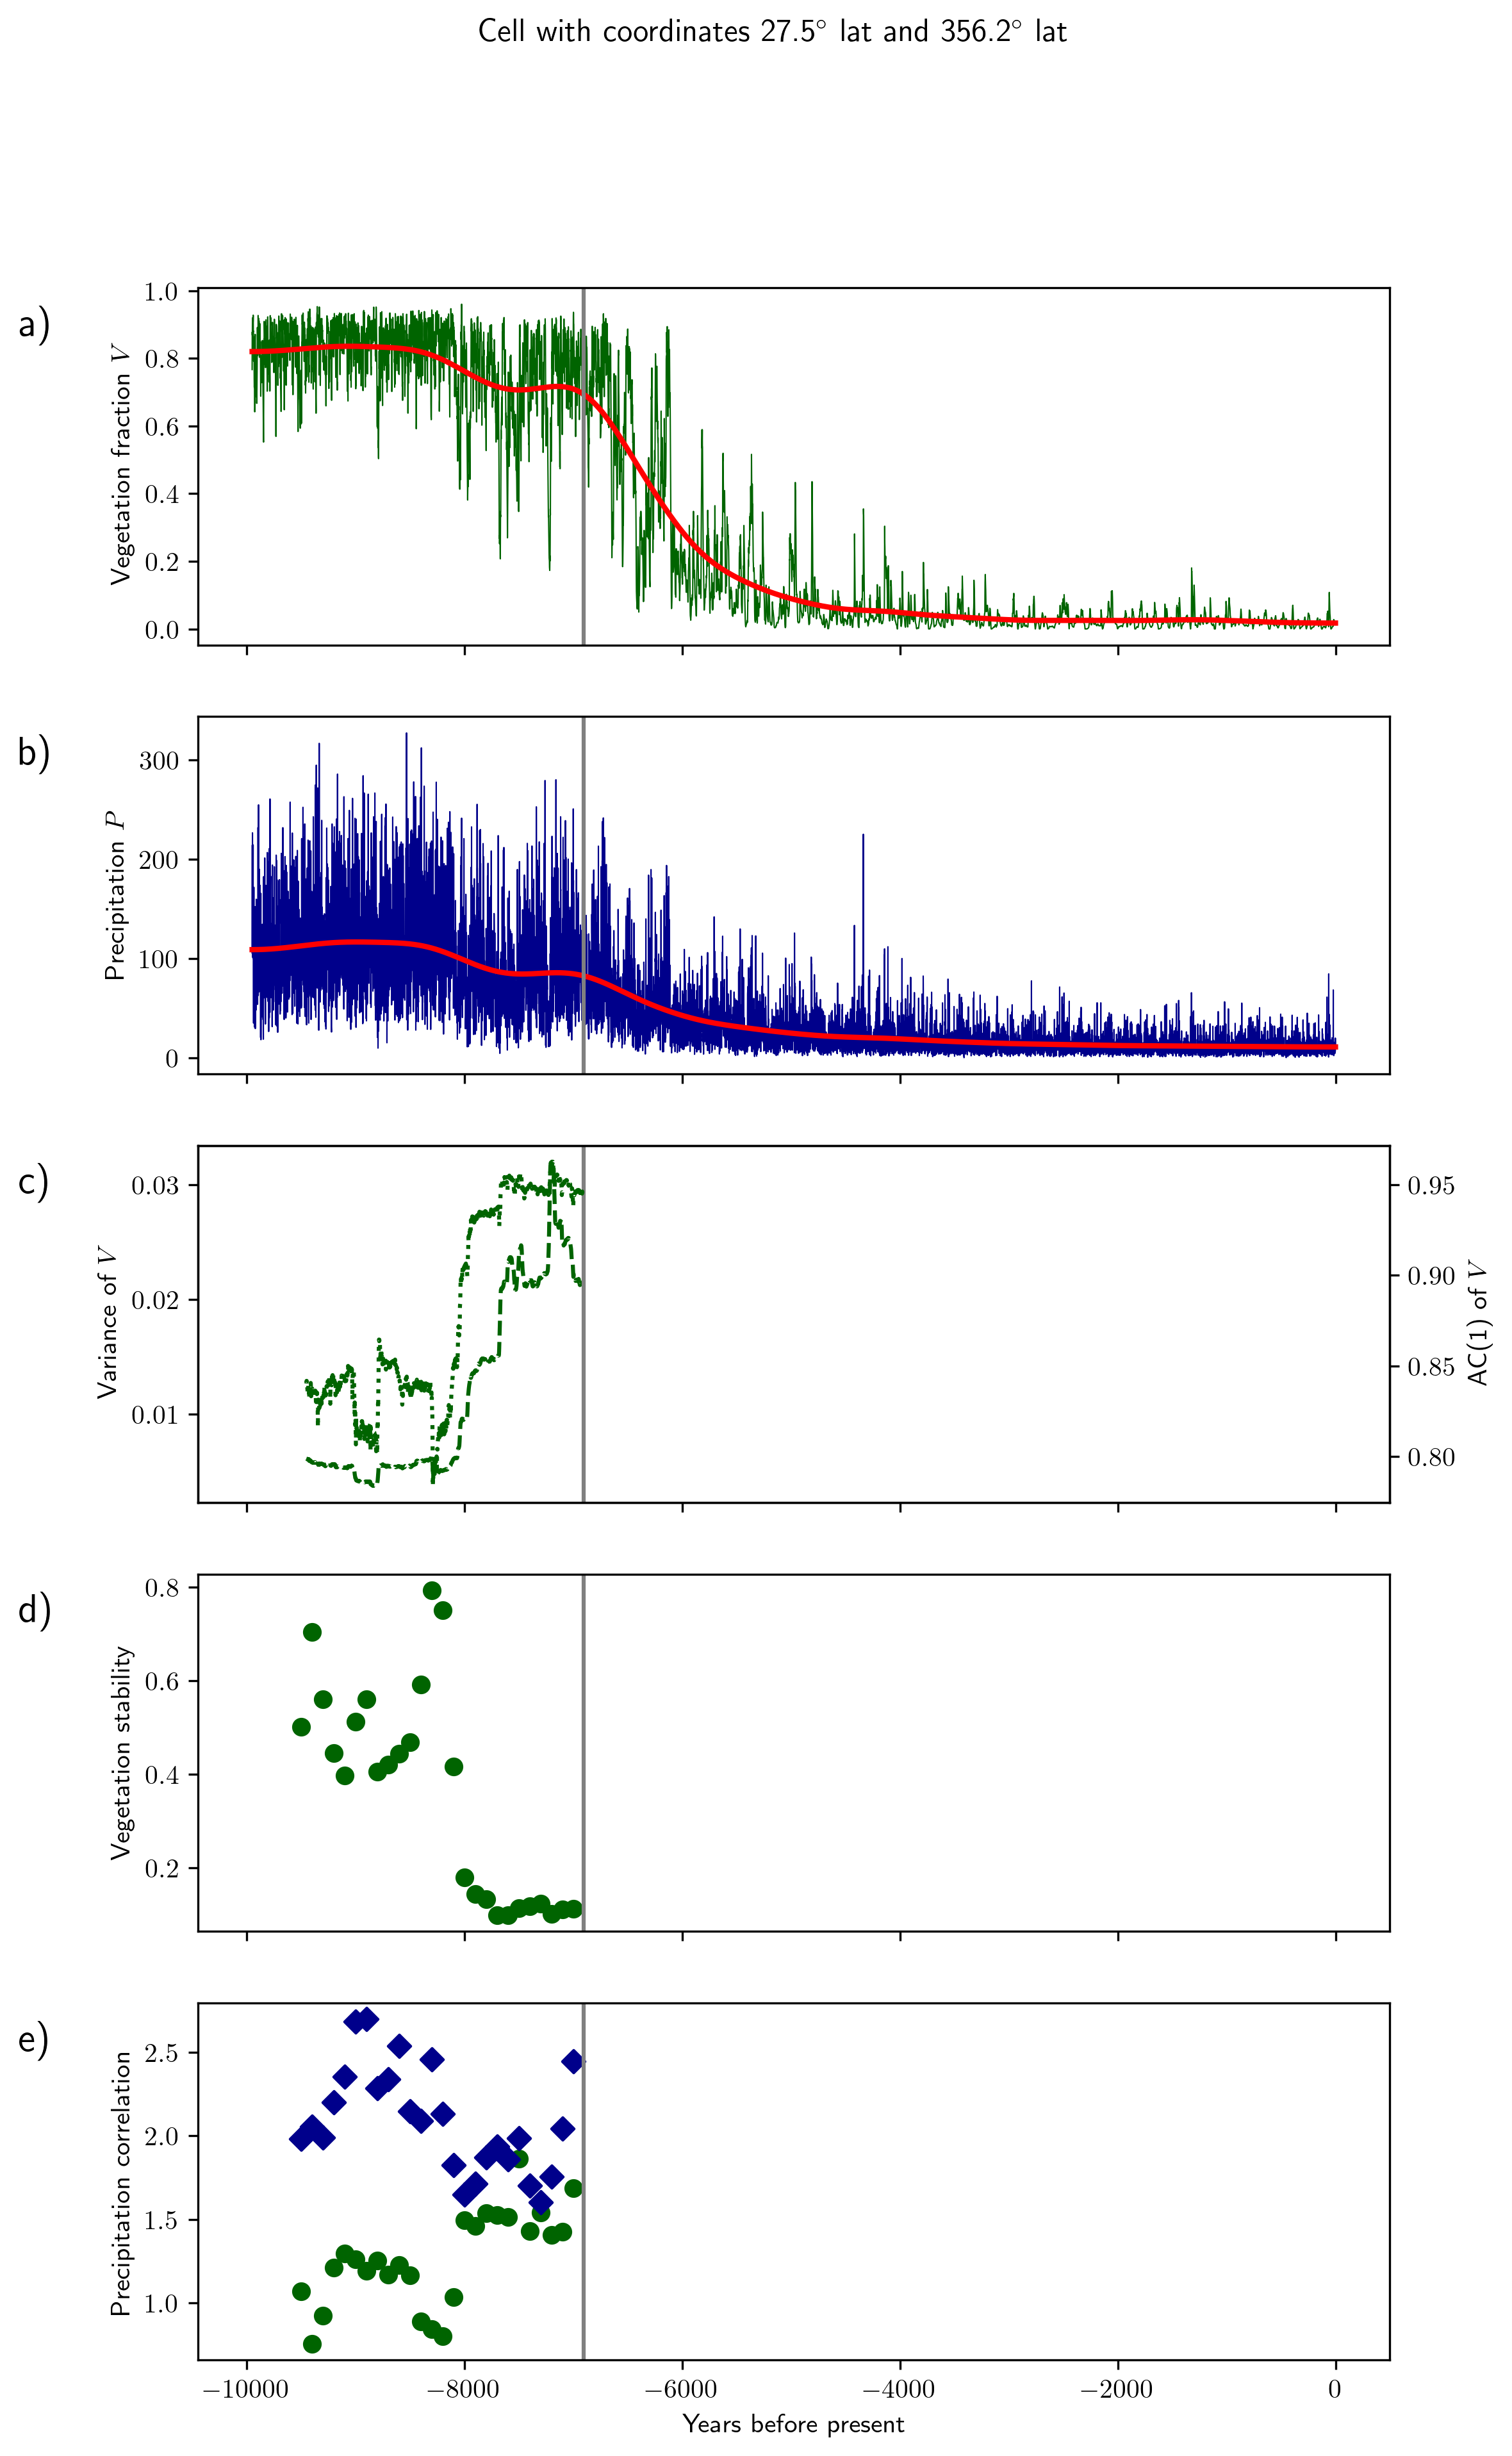 Cell with coordinates 27.5° lat and 356.2° lat
a)
Vegetation fraction V
1.0
0.8
0.6
0.4
0.2
0.0
b)
Precipitation P
300
200
100
0
c)
Variance of V
0.03
0.02
0.01
0.95
0.90
0.85
0.80
AC(1) of V
d)
Vegetation stability
0.8
0.6
0.4
0.2
e)
Precipitation correlation
2.5
2.0
1.5
1.0
−10000 −8000 −6000 −4000 −2000 0
Years before present